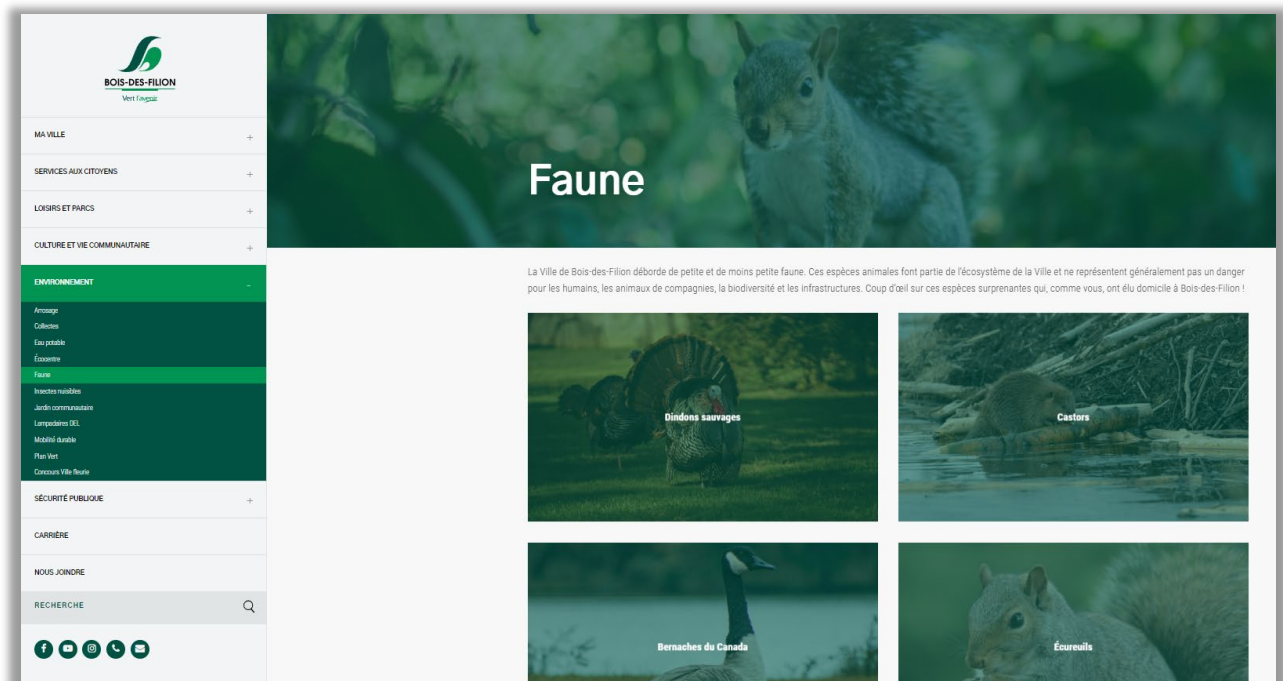 BOIS-DES-FILION
Vert l'avenir
MA VILLE
SERVICES AUX CITOYENS
LOISIRS ET PARCS
CULTURE ET VIE COMMUNAUTAIRE
ENVIRONNEMENT
Arrosage
Collectes
Eau potable
Écocentre
Faune
Insectes nuisibles
Jardin communautaire
Lampadaires DEL
Mobilité durable
Plan Vert
Concours Ville fleurie
SÉCURITÉ PUBLIQUE
CARRIÈRE
NOUS JOINDRE
RECHERCHE
Faune
La Ville de Bois-des-Filion déborde de petite et de moins petite faune. Ces espèces animales font partie de l'écosystème de la Ville et ne représentent généralement pas un danger
pour les humains, les animaux de compagnies, la biodiversité et les infrastructures. Coup d'œil sur ces espèces surprenantes qui, comme vous, ont élu domicile à Bois-des-Filion !
Dindons sauvages
Castors
Bernaches du Canada
Écureuils